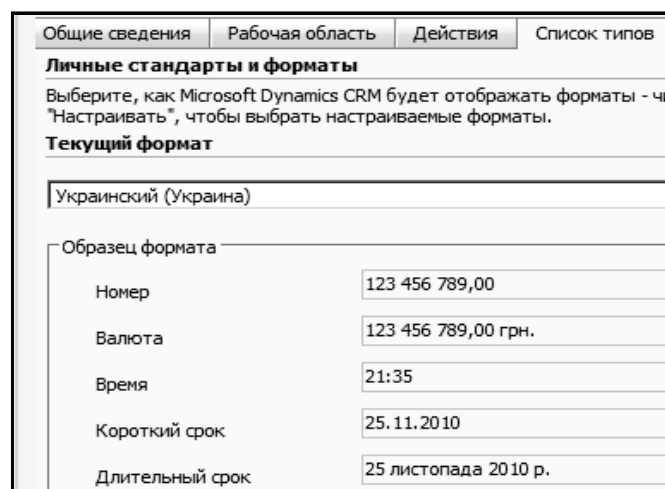 Общие сведения Рабочая область Действия Список типов
Личные стандарты и форматы
Выберите, как Microsoft Dynamics CRM будет отображать форматы -
"Настраивать", чтобы выбрать настраиваемые форматы.
Текущий формат
Украинский (Украина)
Образец формата
Номер 123 456 789,00
Валюта 123 456 789,00 грн.
Время 21:35
Короткий срок 25.11.2010
Длительный срок 25 листопада 2010 р.